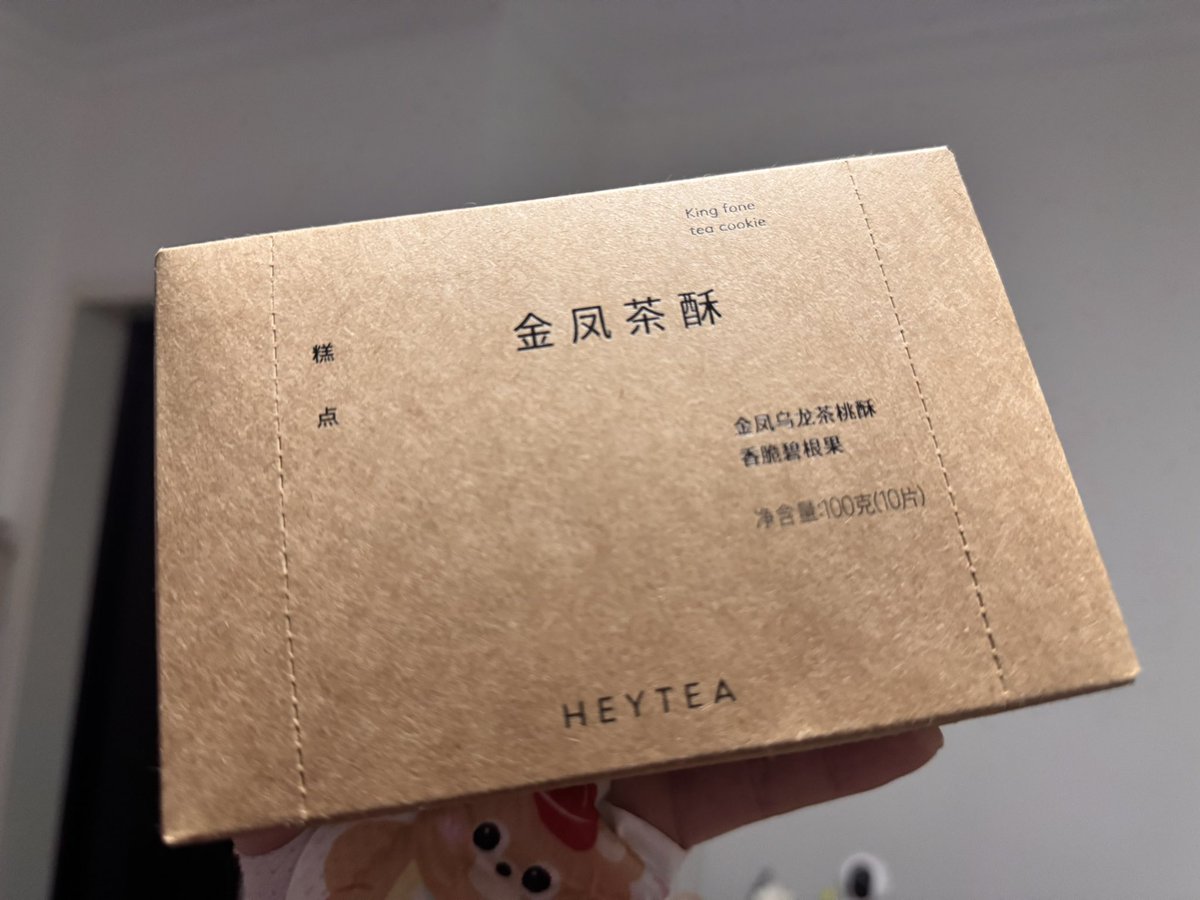 King fone
tea cookie
金凤茶酥
糕
点
金凤乌龙茶桃酥
香脆碧根果
净含量:100克(10片)
HEYTEA